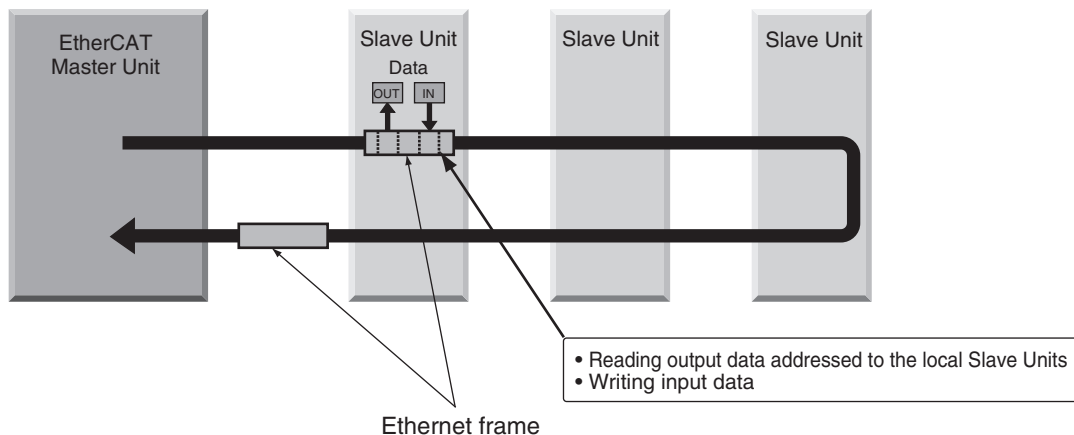 EtherCAT
Master Unit
Slave Unit
Data
OUT
IN
Slave Unit
Slave Unit
• Reading output data addressed to the local Slave Units
• Writing input data
Ethernet frame